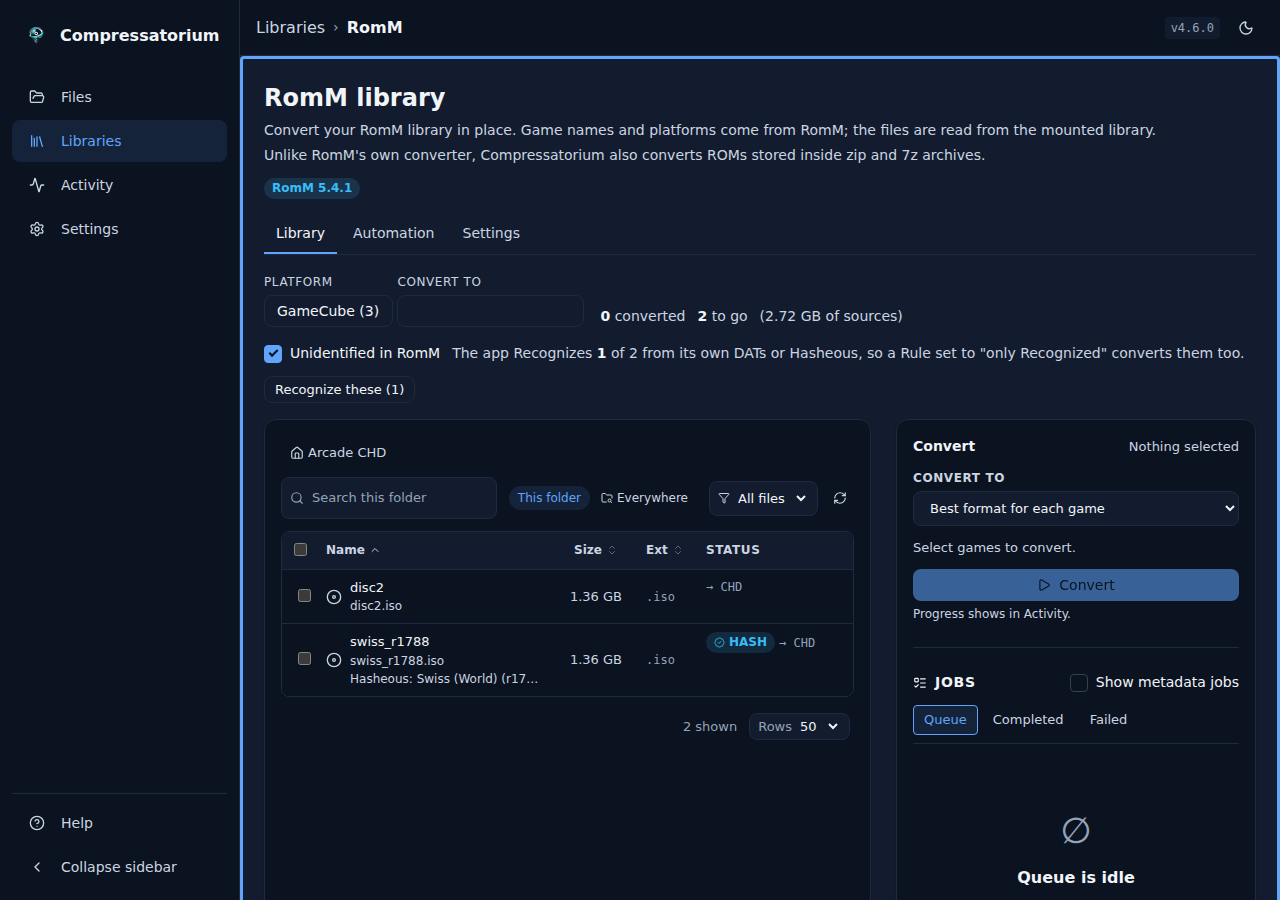 Compressatorium
Libraries › RomM
v4.6.0
Files
Libraries
Activity
Settings
Help
Collapse sidebar
RomM library
Convert your RomM library in place. Game names and platforms come from RomM; the files are read from the mounted library.
Unlike RomM's own converter, Compressatorium also converts ROMs stored inside zip and 7z archives.
RomM 5.4.1
Library Automation Settings
PLATFORM CONVERT TO
GameCube (3)
0 converted 2 to go (2.72 GB of sources)
Unidentified in RomM The app Recognizes 1 of 2 from its own DATs or Hasheous, so a Rule set to "only Recognized" converts them too.
Recognize these (1)
Arcade CHD
Search this folder This folder Everywhere All files
Name Size Ext STATUS
disc2
disc2.iso
1.36 GB .iso → CHD
swiss_r1788
swiss_r1788.iso
Hasheous: Swiss (World) (r17…
1.36 GB .iso HASH → CHD
2 shown Rows 50
Convert Nothing selected
CONVERT TO
Best format for each game
Select games to convert.
Convert
Progress shows in Activity.
JOBS Show metadata jobs
Queue Completed Failed
Queue is idle